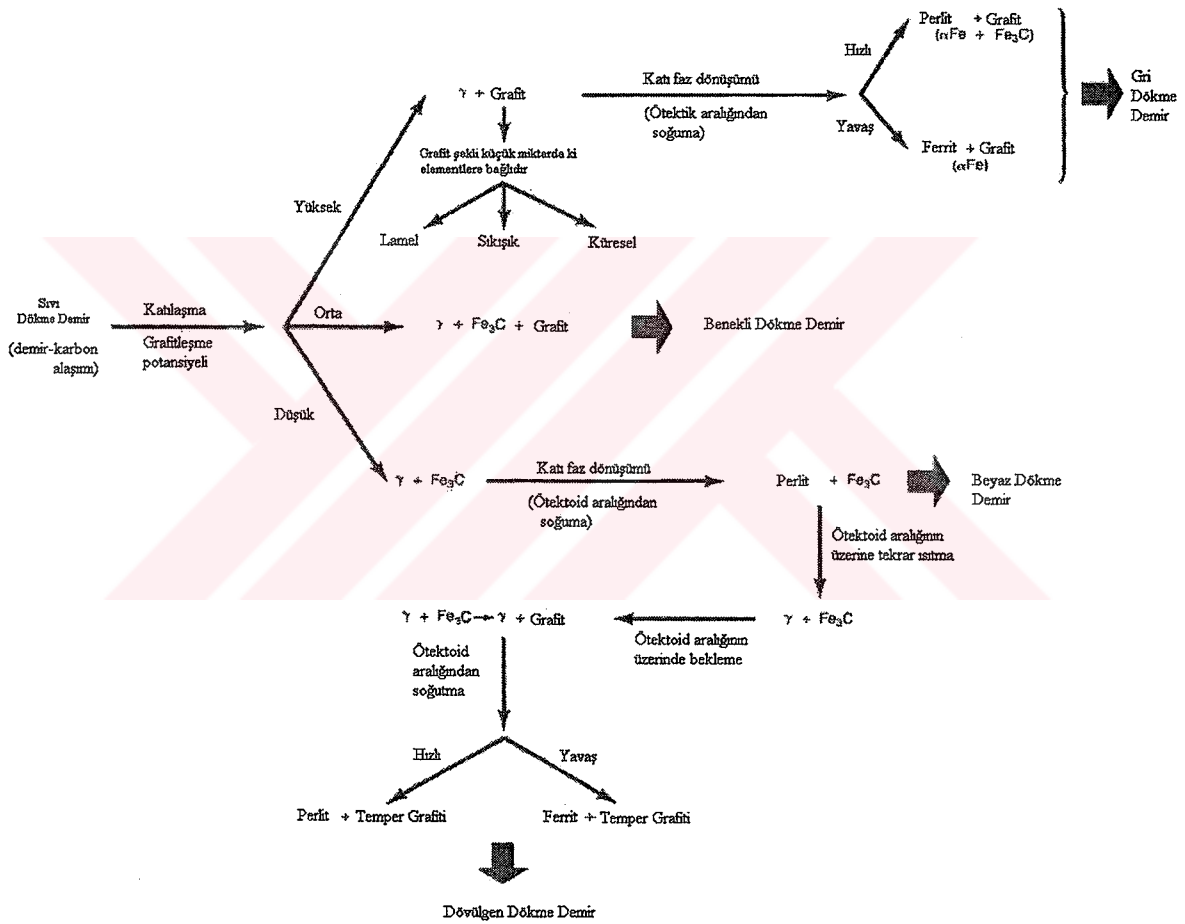 Perlit + Grafit
(αFe + Fe₃C)
Hızlı
γ + Grafit
Katı faz dönüşümü
(Ötektik aralığından
soğuma)
Yavaş
Ferrit + Grafit
(αFe)
Gri
Dökme
Demir
Grafit şekli küçük miktarda ki
elementlere bağlıdır
Yüksek
Lamel
Sıkışık
Küresel
Sıvı
Dökme Demir
(demir-karbon
alaşımı)
Katılaşma
Grafitleşme
potansiyeli
Orta
γ + Fe₃C + Grafit
Benekli Dökme Demir
Düşük
γ + Fe₃C
Katı faz dönüşümü
(Ötektoid aralığından
soğuma)
Perlit + Fe₃C
Beyaz Dökme
Demir
Ötektoid aralığının
üzerine tekrar ısıtma
γ + Fe₃C
Ötektoid aralığının
üzerinde bekleme
γ + Fe₃C → γ + Grafit
Ötektoid
aralığından
soğutma
Hızlı
Yavaş
Perlit + Temper Grafiti
Ferrit + Temper Grafiti
Dövülgen Dökme Demir